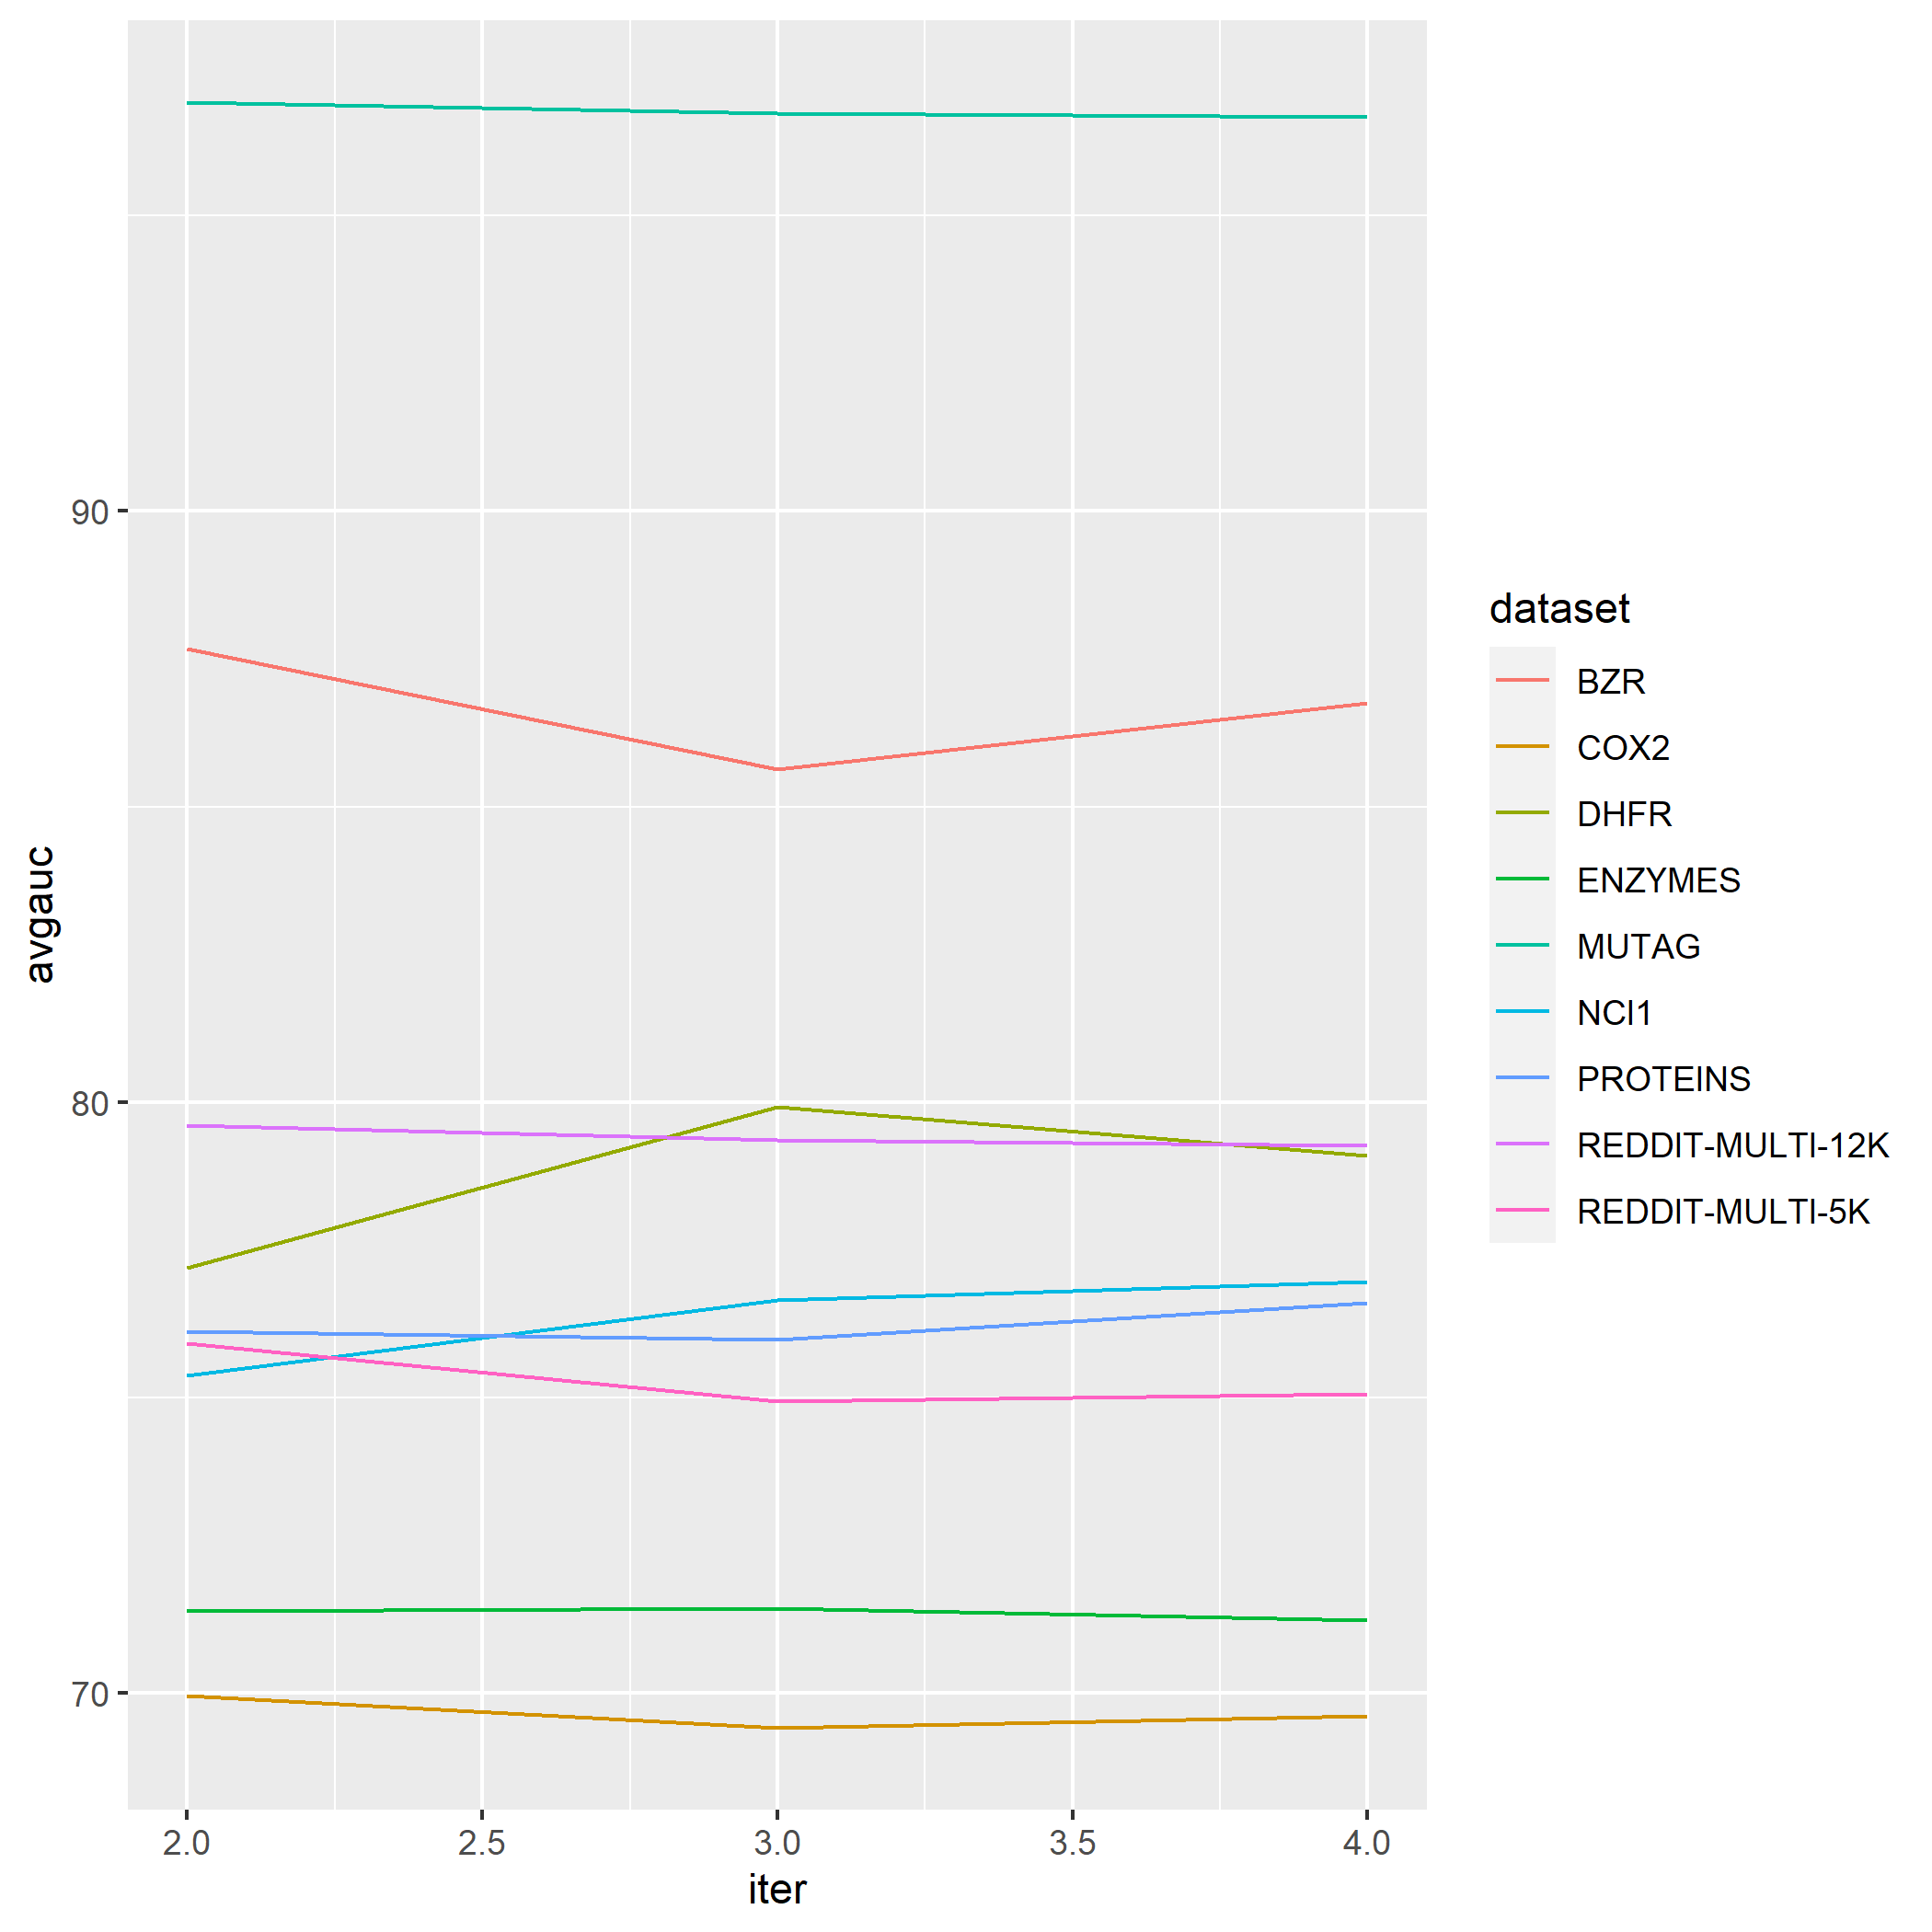 avgauc
90
80
70
2.0 2.5 3.0 3.5 4.0
iter
dataset
BZR
COX2
DHFR
ENZYMES
MUTAG
NCI1
PROTEINS
REDDIT-MULTI-12K
REDDIT-MULTI-5K